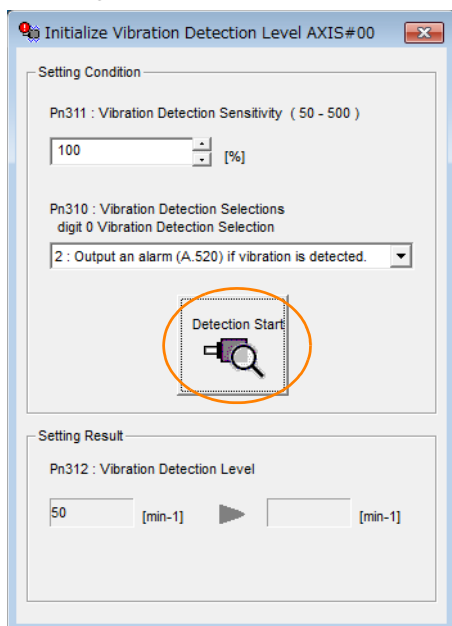 Initialize Vibration Detection Level AXIS#00
Setting Condition
Pn311 : Vibration Detection Sensitivity ( 50 - 500 )
100
[%]
Pn310 : Vibration Detection Selections
digit 0 Vibration Detection Selection
2 : Output an alarm (A.520) if vibration is detected.
Detection Start
Setting Result
Pn312 : Vibration Detection Level
50 [min-1] [min-1]